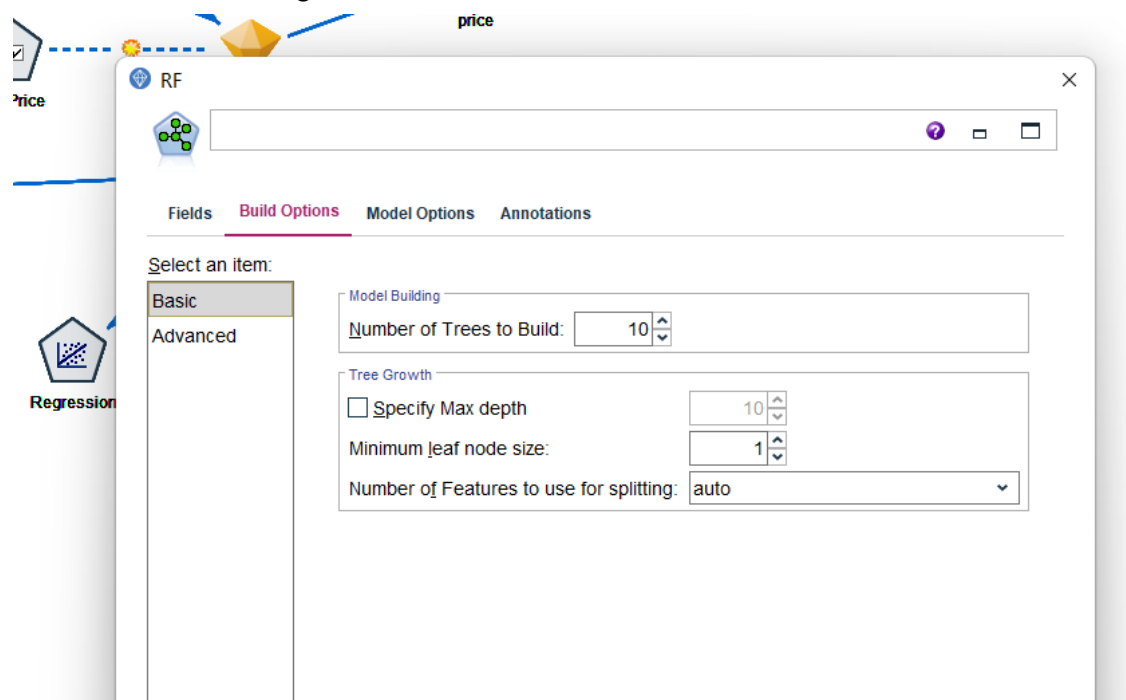 price
RF
Price
Fields Build Options Model Options Annotations
Select an item:
Basic
Advanced
Model Building
Number of Trees to Build: 10
Tree Growth
Specify Max depth 10
Minimum leaf node size: 1
Number of Features to use for splitting: auto
Regression